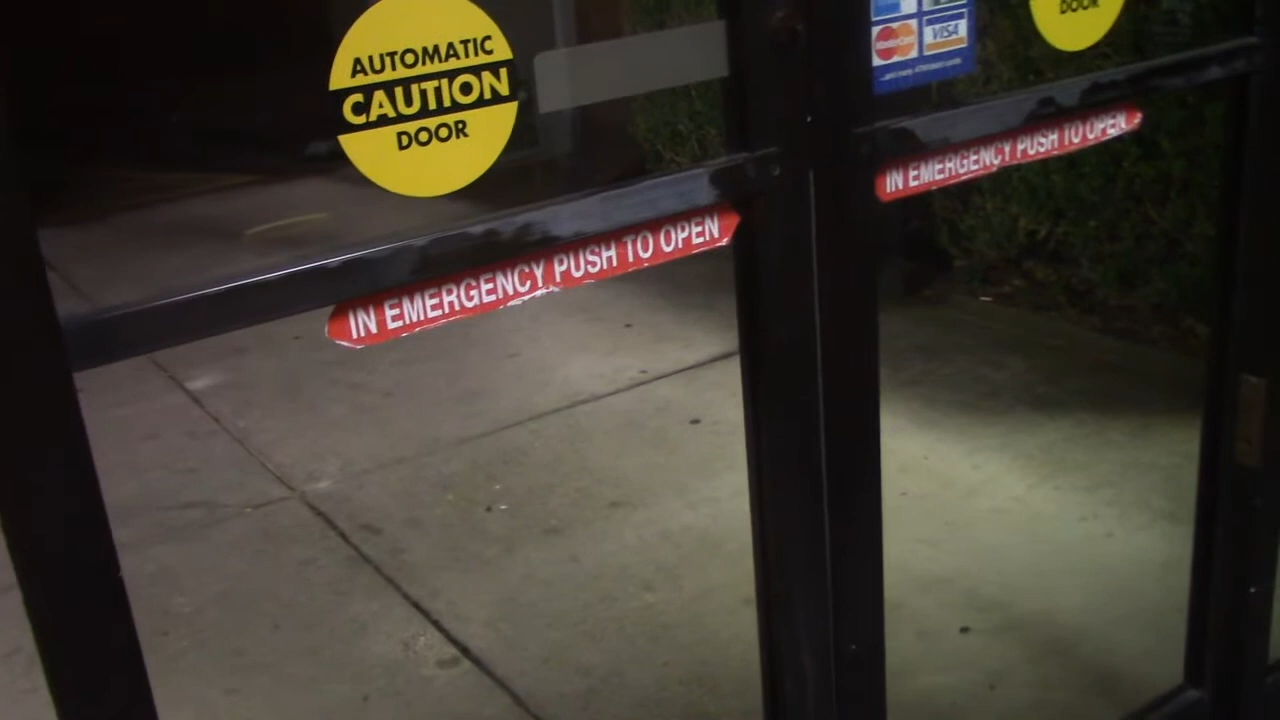 AUTOMATIC
CAUTION
DOOR
IN EMERGENCY PUSH TO OPEN
MasterCard
VISA
DOOR
IN EMERGENCY PUSH TO OPEN